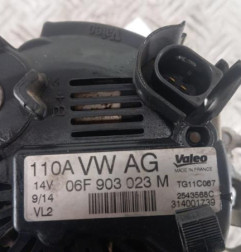 110A VW AG
Valeo
MADE IN FRANCE
14V 06F 903 023 M
TG11C067
9/14
2543568C
VL2
314001739